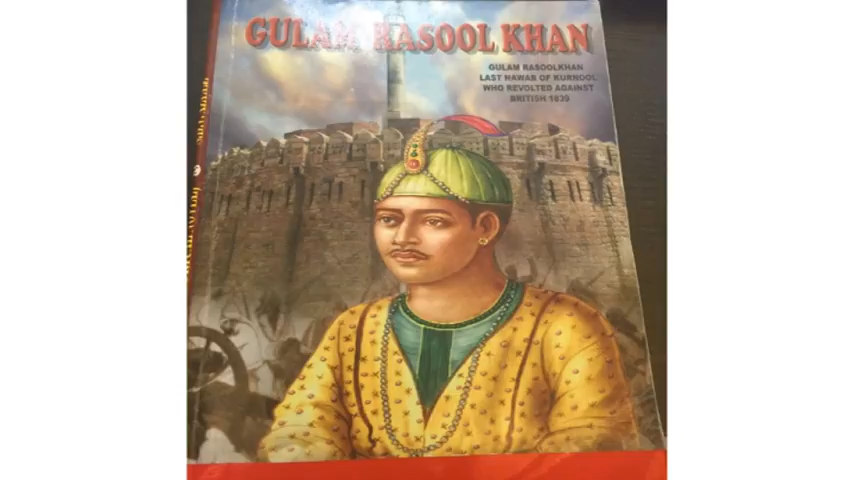 GULAM RASOOL KHAN
GULAM RASOOLKHAN
LAST NAWAB OF KURNOOL
WHO REVOLTED AGAINST
BRITISH 1839